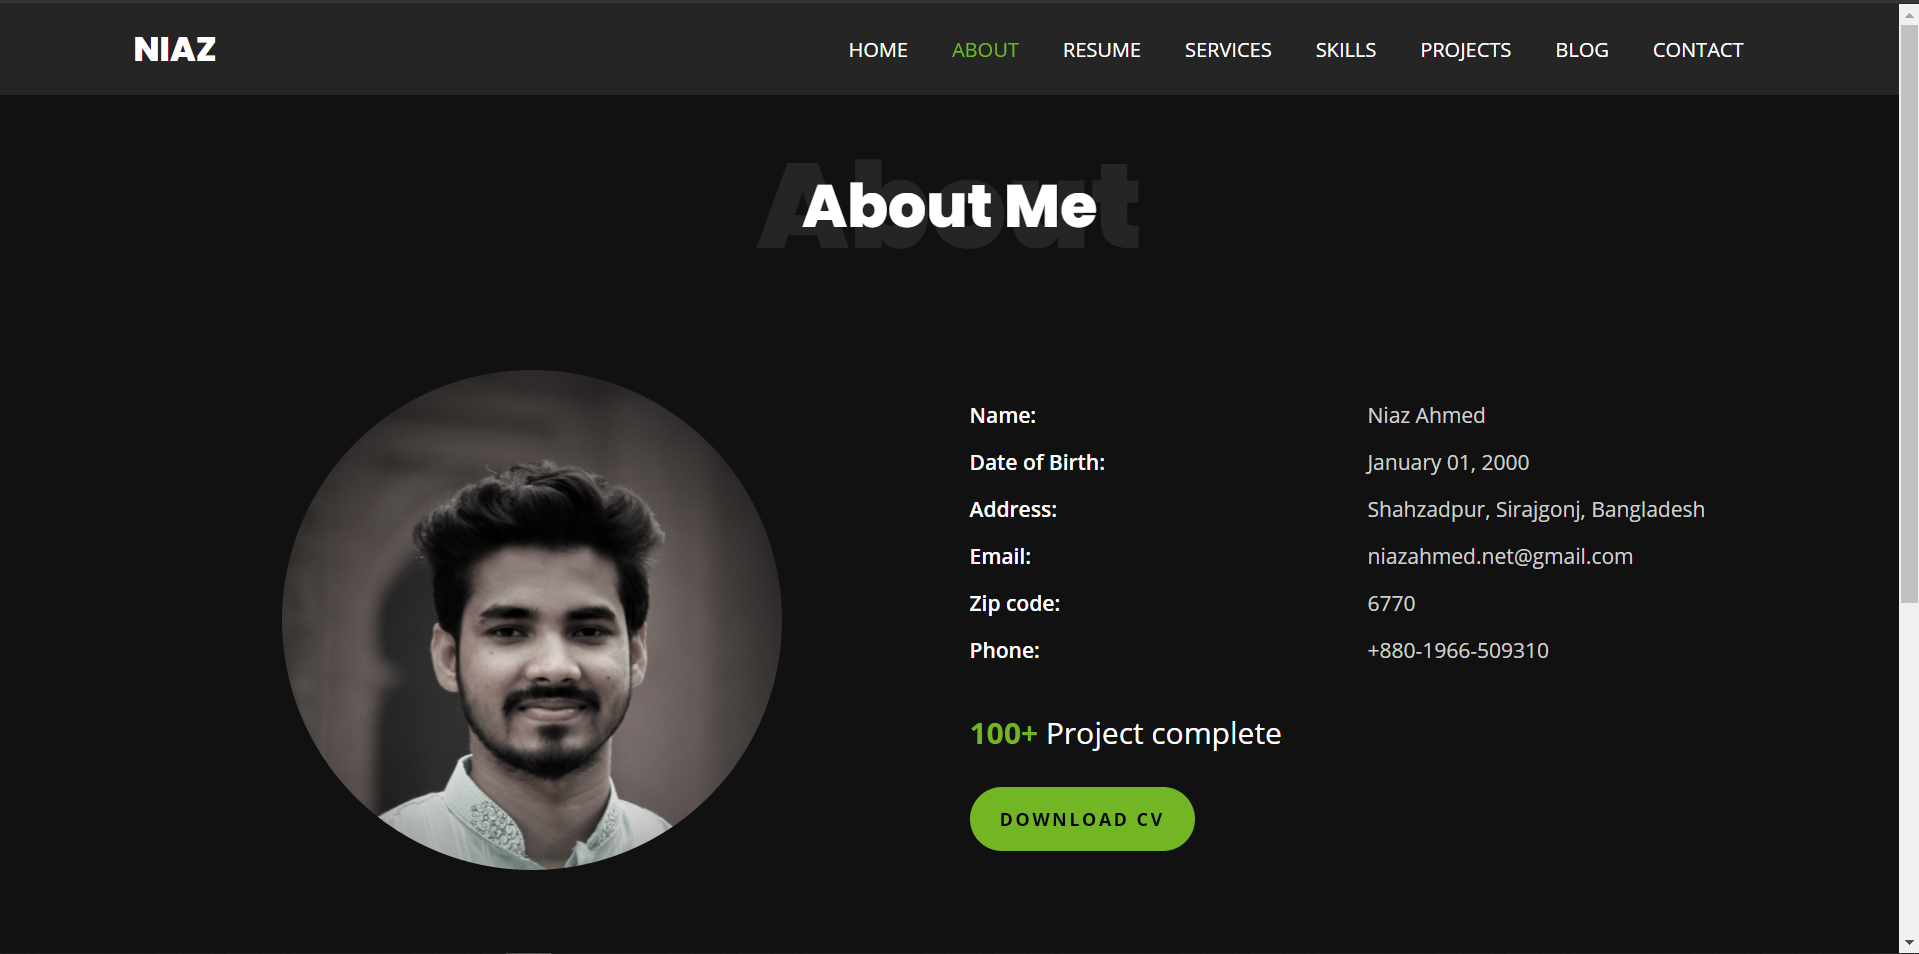 NIAZ
HOME ABOUT RESUME SERVICES SKILLS PROJECTS BLOG CONTACT
About
About Me
Name: Niaz Ahmed
Date of Birth: January 01, 2000
Address: Shahzadpur, Sirajgonj, Bangladesh
Email: niazahmed.net@gmail.com
Zip code: 6770
Phone: +880-1966-509310
100+ Project complete
DOWNLOAD CV